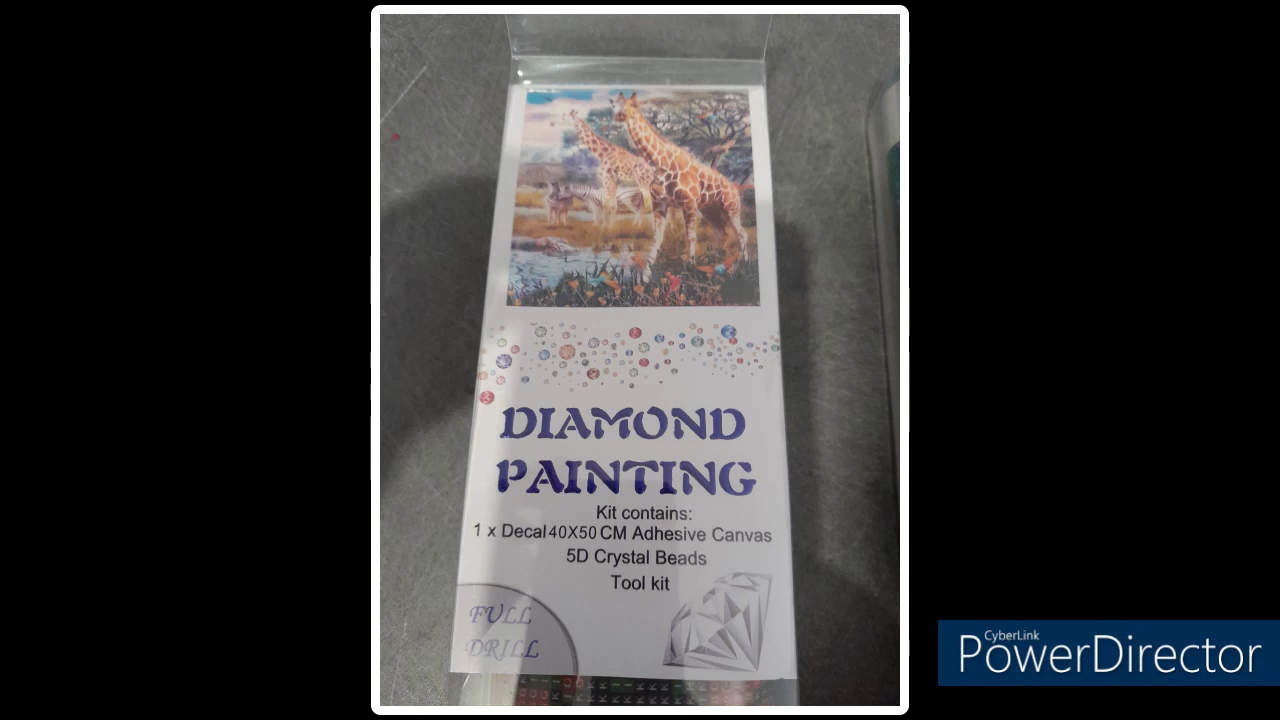 DIAMOND
PAINTING
Kit contains:
1 x Decal 40X50 CM Adhesive Canvas
5D Crystal Beads
Tool kit
FULL
DRILL
CyberLink
PowerDirector